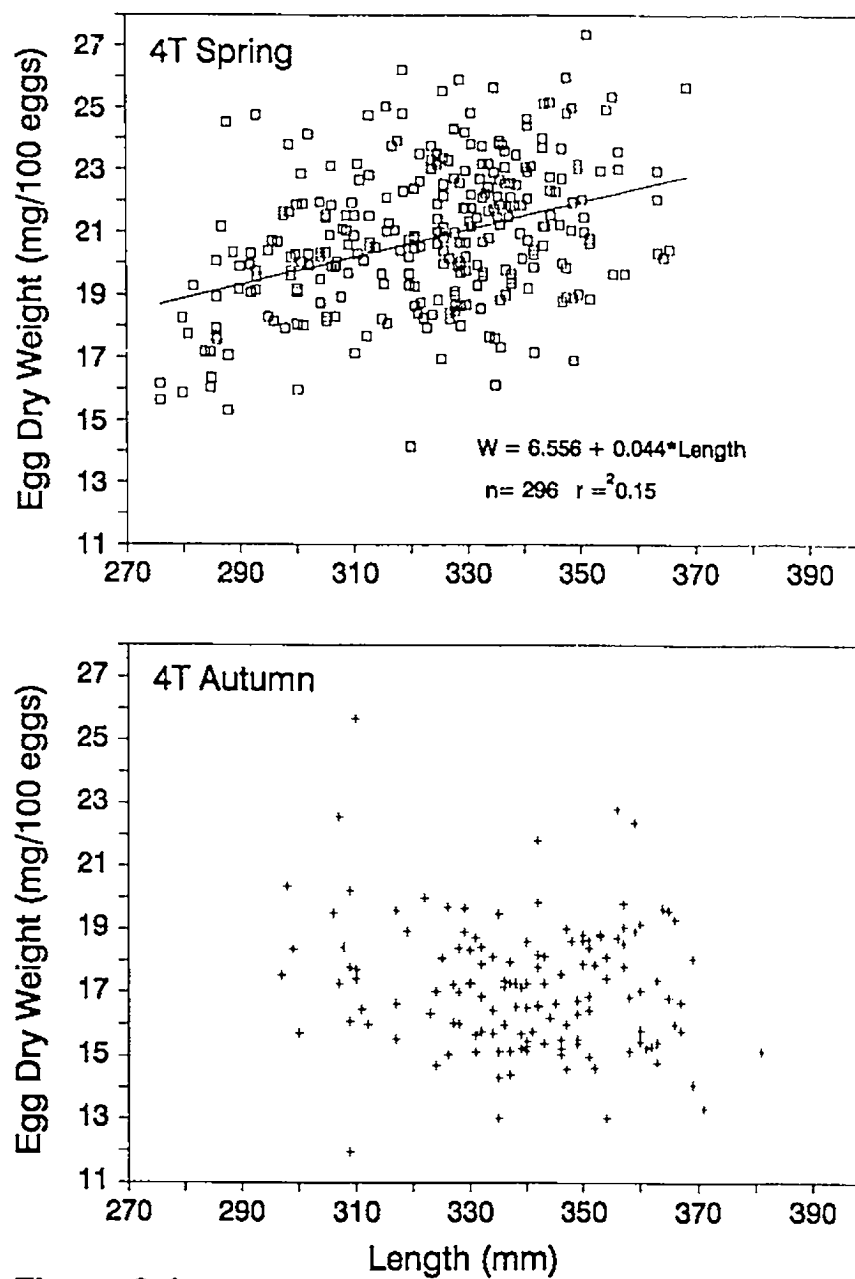 4T Spring
Egg Dry Weight (mg/100 eggs)
27
25
23
21
19
17
15
13
11
W = 6.556 + 0.044*Length
n= 296 r =²0.15
270 290 310 330 350 370 390
4T Autumn
Egg Dry Weight (mg/100 eggs)
27
25
23
21
19
17
15
13
11
270 290 310 330 350 370 390
Length (mm)